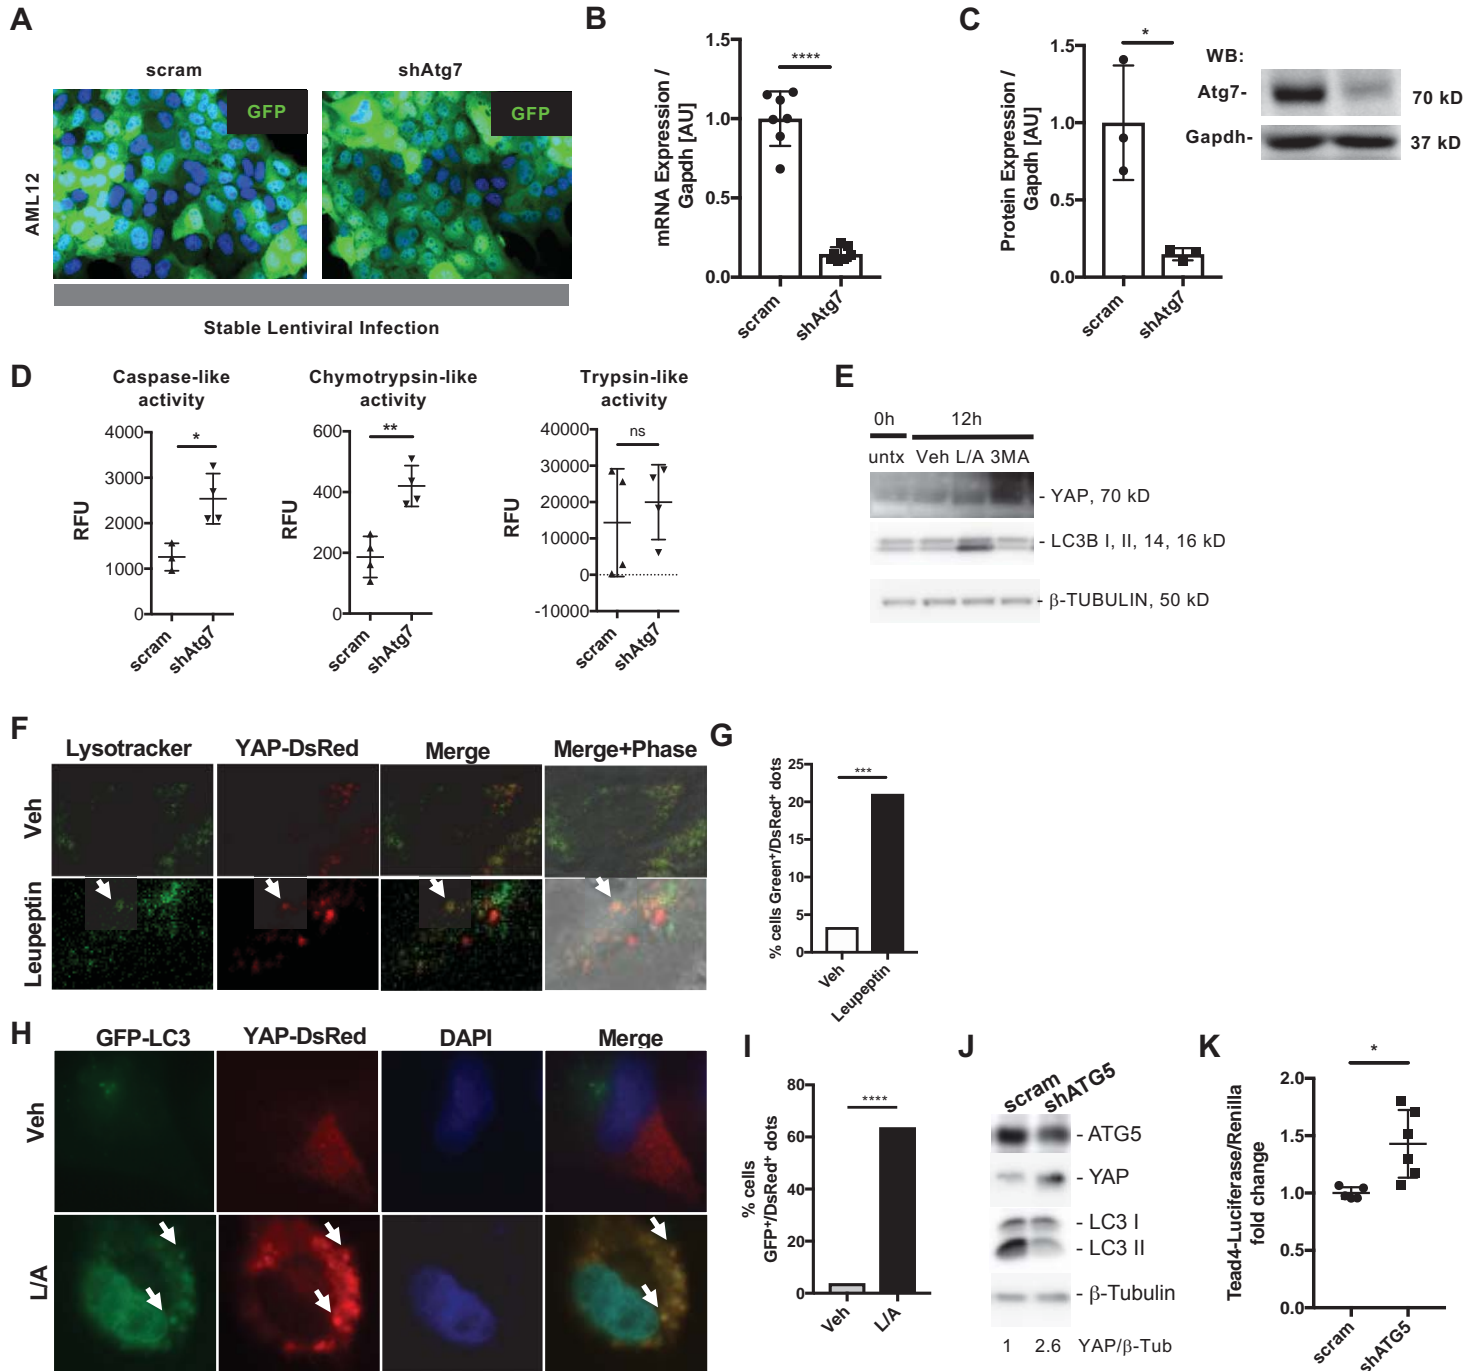 A
scram
shAtg7
GFP
GFP
AML12
Stable Lentiviral Infection
B
mRNA Expression /
Gapdh [AU]
1.5
1.0
0.5
0.0
****
scram
shAtg7
C
Protein Expression /
Gapdh [AU]
1.5
1.0
0.5
0.0
*
scram
shAtg7
WB:
Atg7-
70 kD
Gapdh-
37 kD
D
Caspase-like
activity
RFU
4000
3000
2000
1000
0
*
scram
shAtg7
Chymotrypsin-like
activity
RFU
600
400
200
0
**
scram
shAtg7
Trypsin-like
activity
RFU
40000
30000
20000
10000
0
-10000
ns
scram
shAtg7
E
0h
12h
untx Veh L/A 3MA
- YAP, 70 kD
- LC3B I, II, 14, 16 kD
- β-TUBULIN, 50 kD
F
Lysotracker
YAP-DsRed
Merge
Merge+Phase
Veh
Leupeptin
G
% cells Green⁺/DsRed⁺ dots
25
20
15
10
5
0
***
Veh
Leupeptin
H
GFP-LC3
YAP-DsRed
DAPI
Merge
Veh
L/A
I
% cells
GFP⁺/DsRed⁺ dots
80
60
40
20
0
****
Veh
L/A
J
scram
shATG5
- ATG5
- YAP
- LC3 I
- LC3 II
- β-Tubulin
1 2.6 YAP/β-Tub
K
Tead4-Luciferase/Renilla
fold change
2.0
1.5
1.0
0.5
0.0
*
scram
shATG5